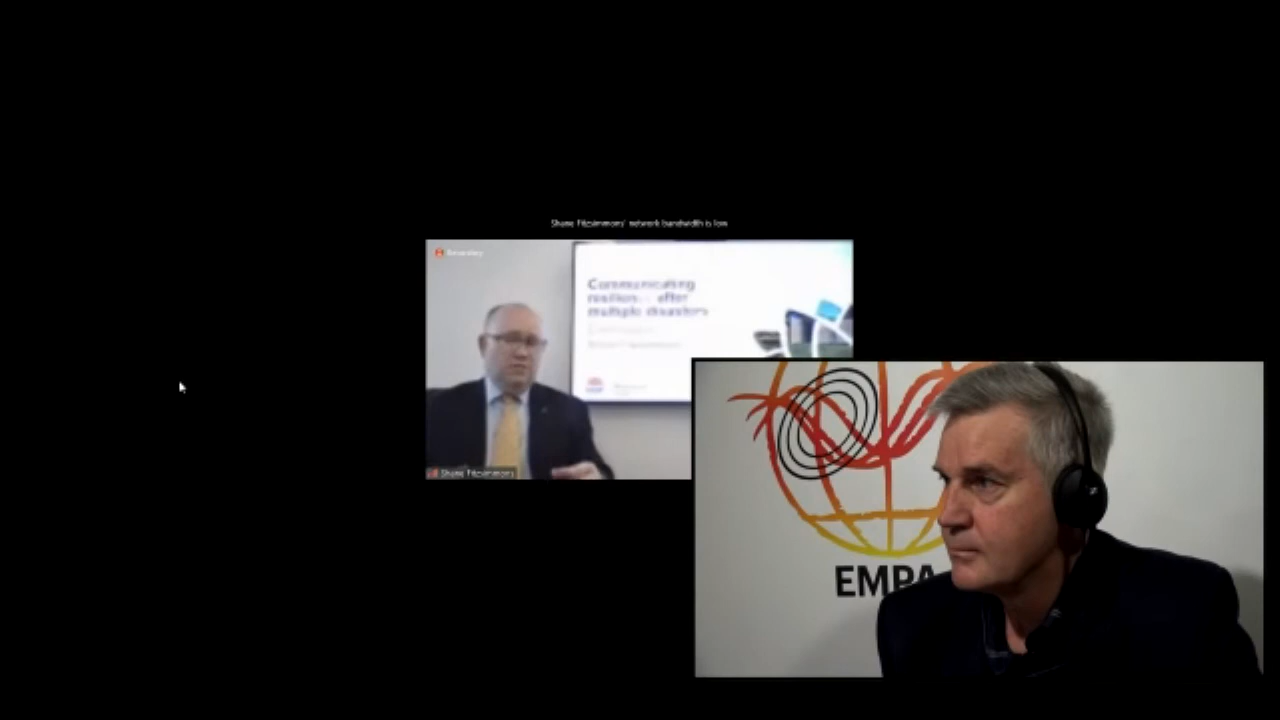 Shane Fitzsimmons' network bandwidth is low
Recording
Communicating
resilience after
multiple disasters
Shane Fitzsimmons
EMPA